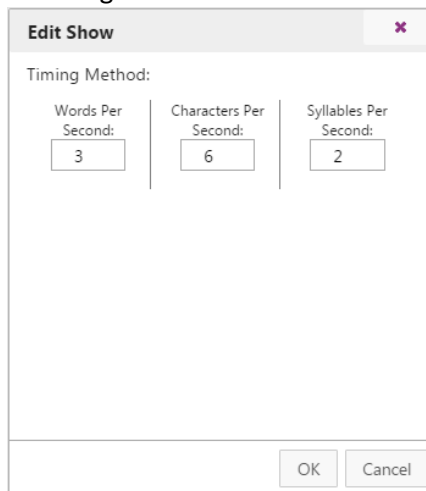 Edit Show
Timing Method:
Words Per Second:
3
Characters Per Second:
6
Syllables Per Second:
2
OK
Cancel